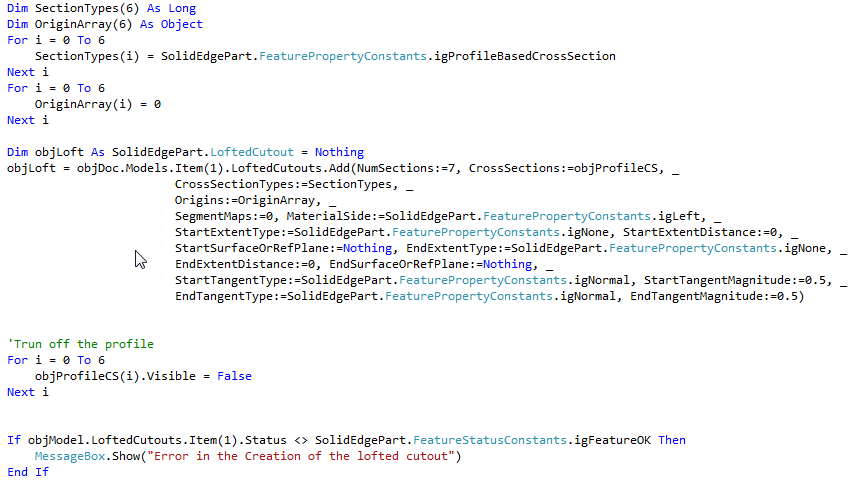 Dim SectionTypes(6) As Long
Dim OriginArray(6) As Object
For i = 0 To 6
    SectionTypes(i) = SolidEdgePart.FeaturePropertyConstants.igProfileBasedCrossSection
Next i
For i = 0 To 6
    OriginArray(i) = 0
Next i

Dim objLoft As SolidEdgePart.LoftedCutout = Nothing
objLoft = objDoc.Models.Item(1).LoftedCutouts.Add(NumSections:=7, CrossSections:=objProfileCS, _
                        CrossSectionTypes:=SectionTypes, _
                        Origins:=OriginArray, _
                        SegmentMaps:=0, MaterialSide:=SolidEdgePart.FeaturePropertyConstants.igLeft, _
                        StartExtentType:=SolidEdgePart.FeaturePropertyConstants.igNone, StartExtentDistance:=0, _
                        StartSurfaceOrRefPlane:=Nothing, EndExtentType:=SolidEdgePart.FeaturePropertyConstants.igNone, _
                        EndExtentDistance:=0, EndSurfaceOrRefPlane:=Nothing, _
                        StartTangentType:=SolidEdgePart.FeaturePropertyConstants.igNormal, StartTangentMagnitude:=0.5, _
                        EndTangentType:=SolidEdgePart.FeaturePropertyConstants.igNormal, EndTangentMagnitude:=0.5)

'Trun off the profile
For i = 0 To 6
    objProfileCS(i).Visible = False
Next i

If objModel.LoftedCutouts.Item(1).Status <> SolidEdgePart.FeatureStatusConstants.igFeatureOK Then
    MessageBox.Show("Error in the Creation of the lofted cutout")
End If